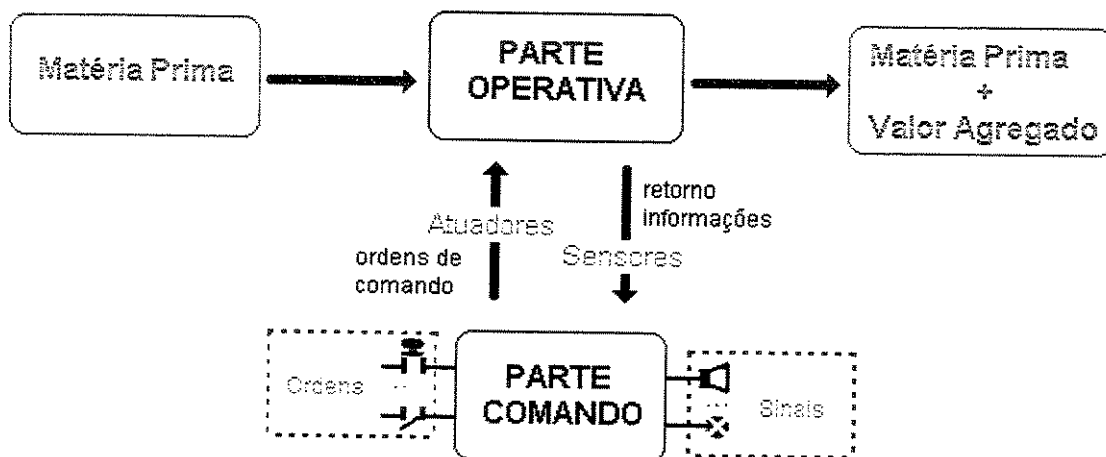 Matéria Prima
PARTE
OPERATIVA
Matéria Prima
+
Valor Agregado
Atuadores
ordens de
comando
retorno
informações
Sensores
Ordens
PARTE
COMANDO
Sinais